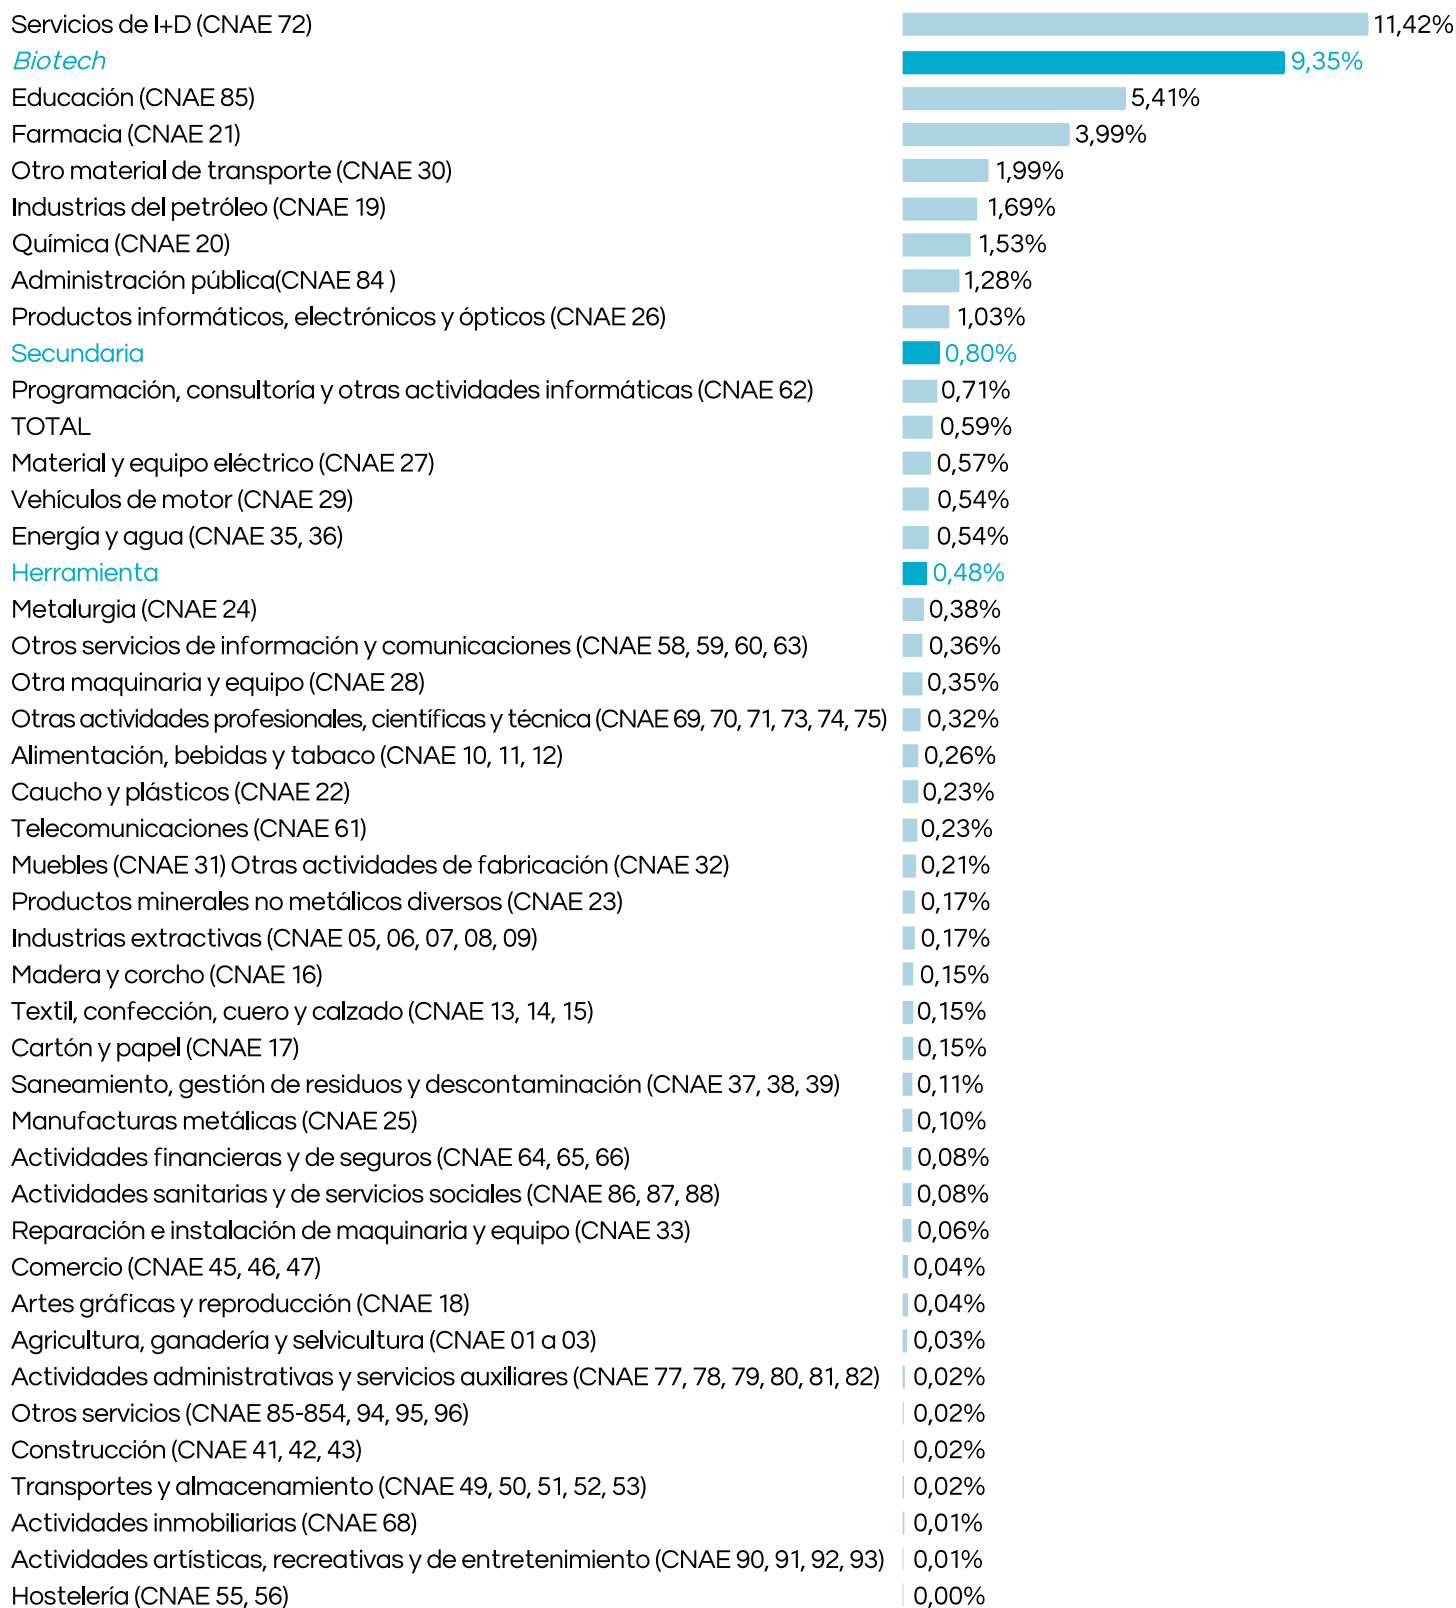 Servicios de I+D (CNAE 72) 11,42%
Biotech 9,35%
Educación (CNAE 85) 5,41%
Farmacia (CNAE 21) 3,99%
Otro material de transporte (CNAE 30) 1,99%
Industrias del petróleo (CNAE 19) 1,69%
Química (CNAE 20) 1,53%
Administración pública(CNAE 84 ) 1,28%
Productos informáticos, electrónicos y ópticos (CNAE 26) 1,03%
Secundaria 0,80%
Programación, consultoría y otras actividades informáticas (CNAE 62) 0,71%
TOTAL 0,59%
Material y equipo eléctrico (CNAE 27) 0,57%
Vehículos de motor (CNAE 29) 0,54%
Energía y agua (CNAE 35, 36) 0,54%
Herramienta 0,48%
Metalurgia (CNAE 24) 0,38%
Otros servicios de información y comunicaciones (CNAE 58, 59, 60, 63) 0,36%
Otra maquinaria y equipo (CNAE 28) 0,35%
Otras actividades profesionales, científicas y técnica (CNAE 69, 70, 71, 73, 74, 75) 0,32%
Alimentación, bebidas y tabaco (CNAE 10, 11, 12) 0,26%
Caucho y plásticos (CNAE 22) 0,23%
Telecomunicaciones (CNAE 61) 0,23%
Muebles (CNAE 31) Otras actividades de fabricación (CNAE 32) 0,21%
Productos minerales no metálicos diversos (CNAE 23) 0,17%
Industrias extractivas (CNAE 05, 06, 07, 08, 09) 0,17%
Madera y corcho (CNAE 16) 0,15%
Textil, confección, cuero y calzado (CNAE 13, 14, 15) 0,15%
Cartón y papel (CNAE 17) 0,15%
Saneamiento, gestión de residuos y descontaminación (CNAE 37, 38, 39) 0,11%
Manufacturas metálicas (CNAE 25) 0,10%
Actividades financieras y de seguros (CNAE 64, 65, 66) 0,08%
Actividades sanitarias y de servicios sociales (CNAE 86, 87, 88) 0,08%
Reparación e instalación de maquinaria y equipo (CNAE 33) 0,06%
Comercio (CNAE 45, 46, 47) 0,04%
Artes gráficas y reproducción (CNAE 18) 0,04%
Agricultura, ganadería y selvicultura (CNAE 01 a 03) 0,03%
Actividades administrativas y servicios auxiliares (CNAE 77, 78, 79, 80, 81, 82) 0,02%
Otros servicios (CNAE 85-854, 94, 95, 96) 0,02%
Construcción (CNAE 41, 42, 43) 0,02%
Transportes y almacenamiento (CNAE 49, 50, 51, 52, 53) 0,02%
Actividades inmobiliarias (CNAE 68) 0,01%
Actividades artísticas, recreativas y de entretenimiento (CNAE 90, 91, 92, 93) 0,01%
Hostelería (CNAE 55, 56) 0,00%